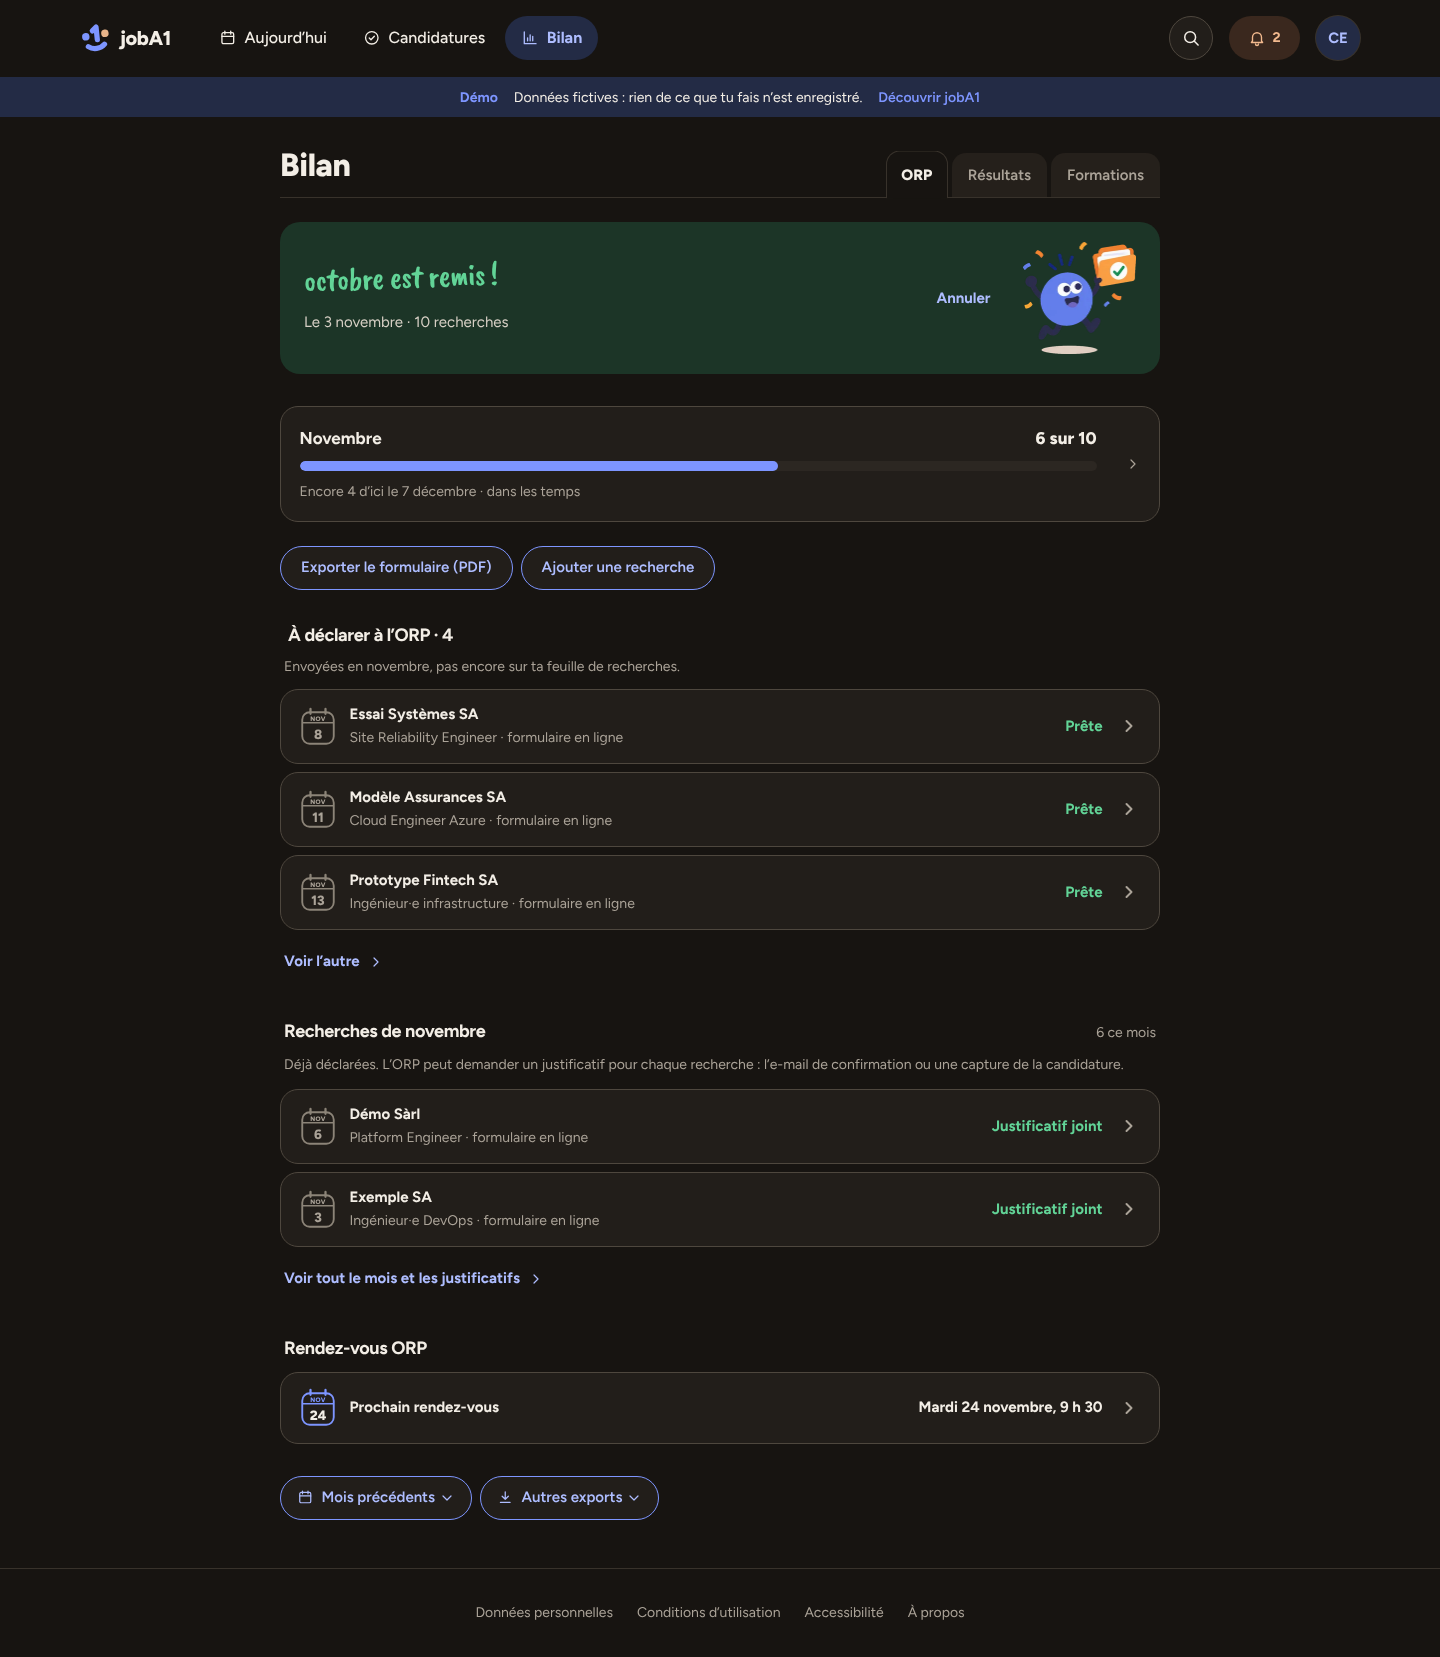 jobA1
Aujourd’hui
Candidatures
Bilan
2
CE
Démo Données fictives : rien de ce que tu fais n’est enregistré. Découvrir jobA1
Bilan
ORP
Résultats
Formations
octobre est remis !
Le 3 novembre · 10 recherches
Annuler
Novembre
6 sur 10
Encore 4 d’ici le 7 décembre · dans les temps
Exporter le formulaire (PDF)
Ajouter une recherche
À déclarer à l’ORP · 4
Envoyées en novembre, pas encore sur ta feuille de recherches.
NOV
8
Essai Systèmes SA
Site Reliability Engineer · formulaire en ligne
Prête
NOV
11
Modèle Assurances SA
Cloud Engineer Azure · formulaire en ligne
Prête
NOV
13
Prototype Fintech SA
Ingénieur·e infrastructure · formulaire en ligne
Prête
Voir l’autre
Recherches de novembre
6 ce mois
Déjà déclarées. L’ORP peut demander un justificatif pour chaque recherche : l’e-mail de confirmation ou une capture de la candidature.
NOV
6
Démo Sàrl
Platform Engineer · formulaire en ligne
Justificatif joint
NOV
3
Exemple SA
Ingénieur·e DevOps · formulaire en ligne
Justificatif joint
Voir tout le mois et les justificatifs
Rendez-vous ORP
NOV
24
Prochain rendez-vous
Mardi 24 novembre, 9 h 30
Mois précédents
Autres exports
Données personnelles
Conditions d’utilisation
Accessibilité
À propos